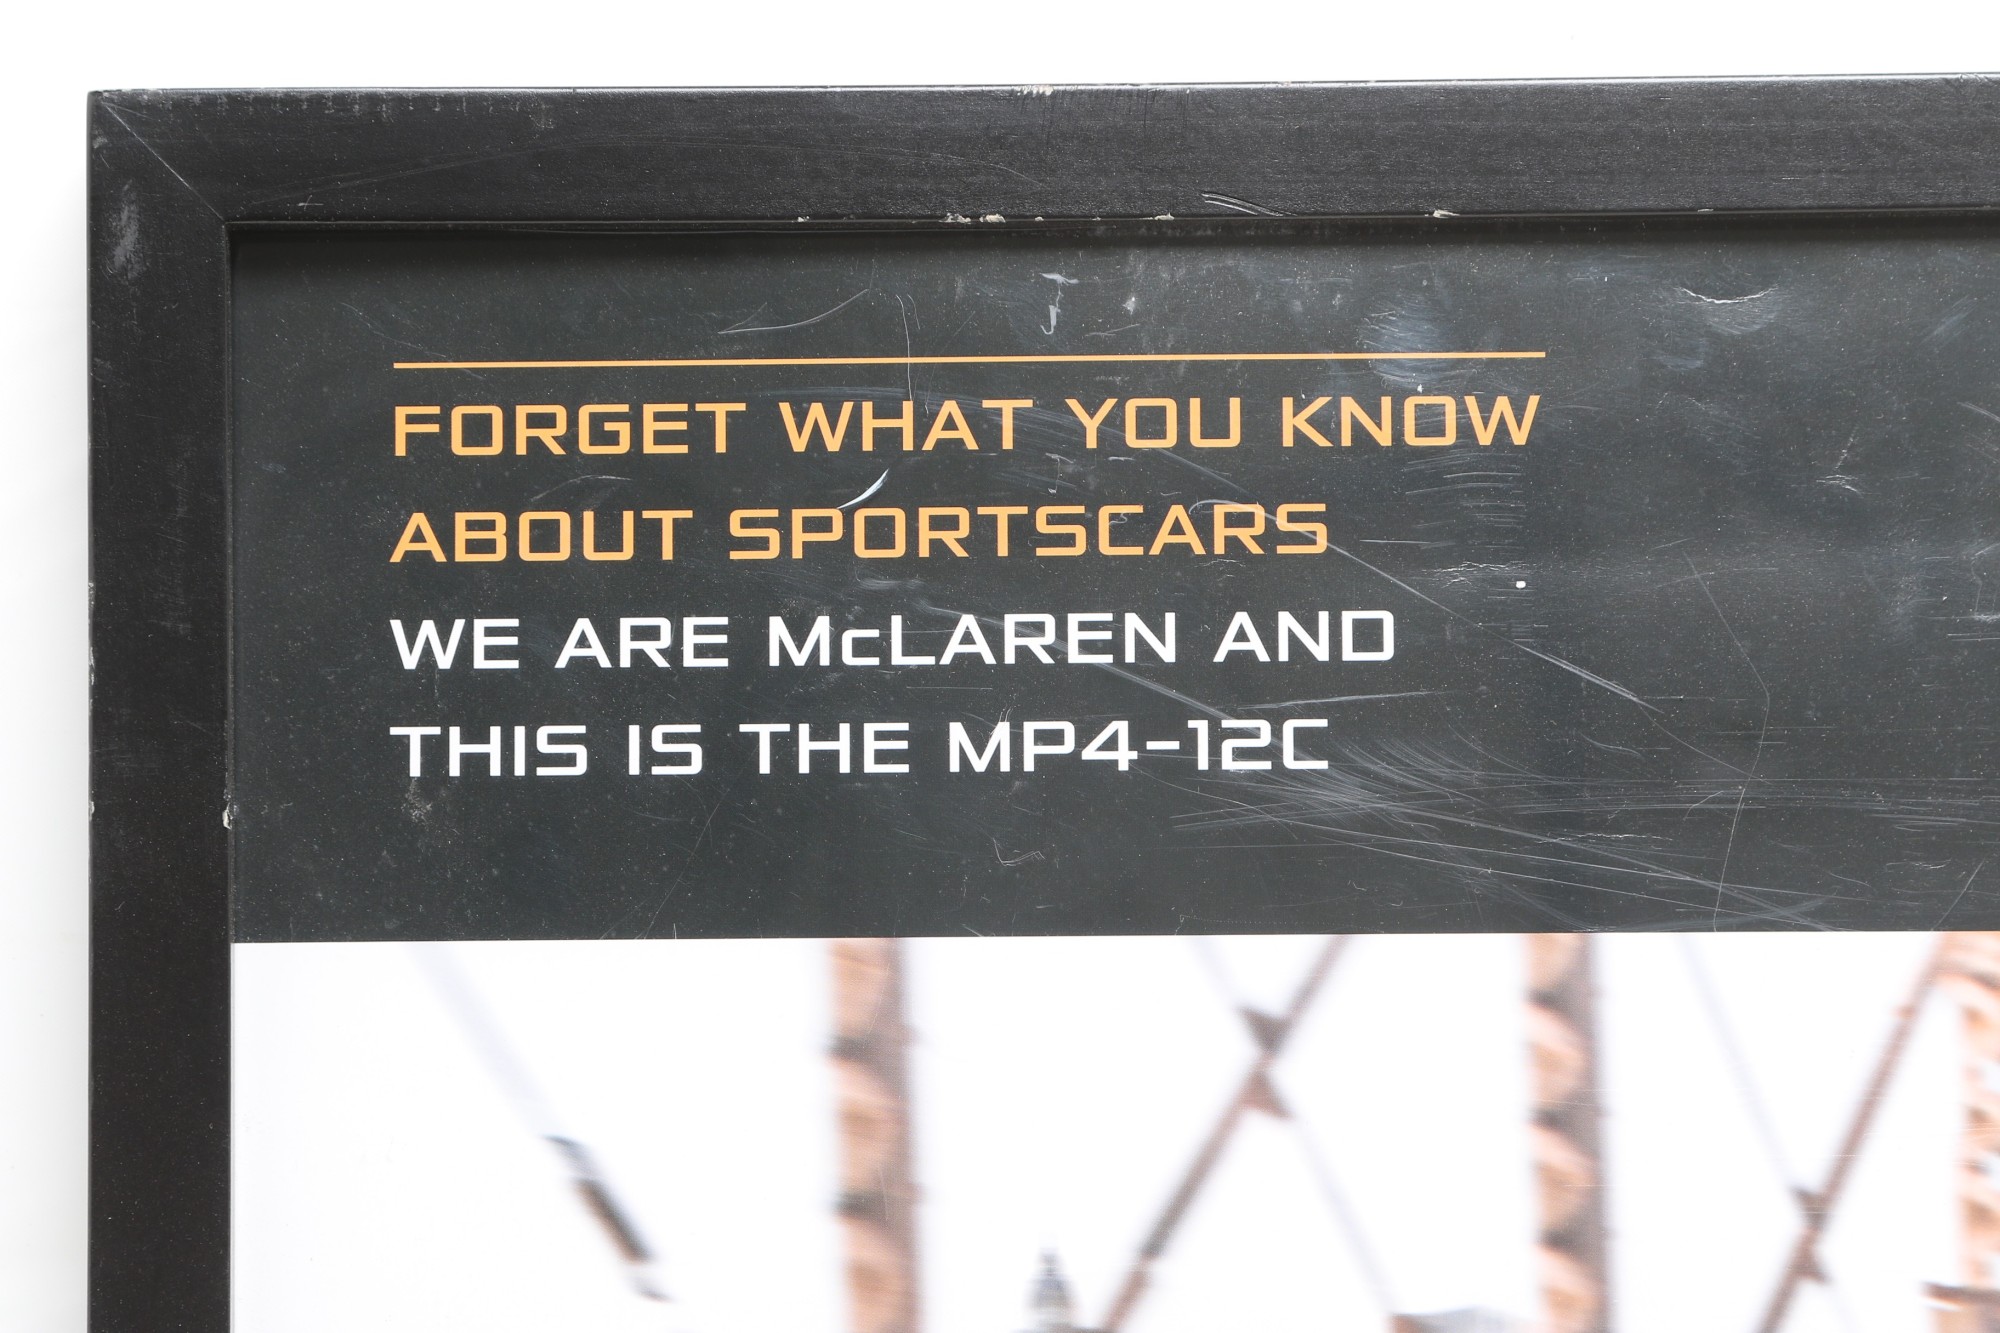 FORGET WHAT YOU KNOW
ABOUT SPORTSCARS
WE ARE McLAREN AND
THIS IS THE MP4-12C